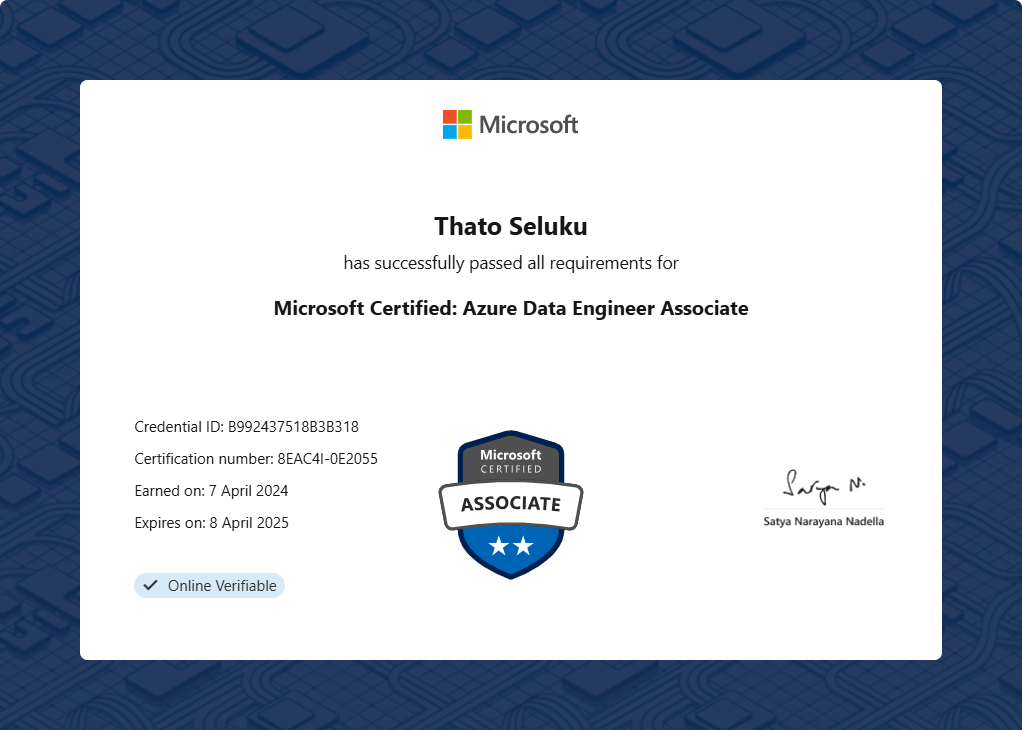 Microsoft
Thato Seluku
has successfully passed all requirements for
Microsoft Certified: Azure Data Engineer Associate
Credential ID: B992437518B3B318
Certification number: 8EAC4I-0E2055
Earned on: 7 April 2024
Expires on: 8 April 2025
Online Verifiable
Microsoft
CERTIFIED
ASSOCIATE
Satya N.
Satya Narayana Nadella